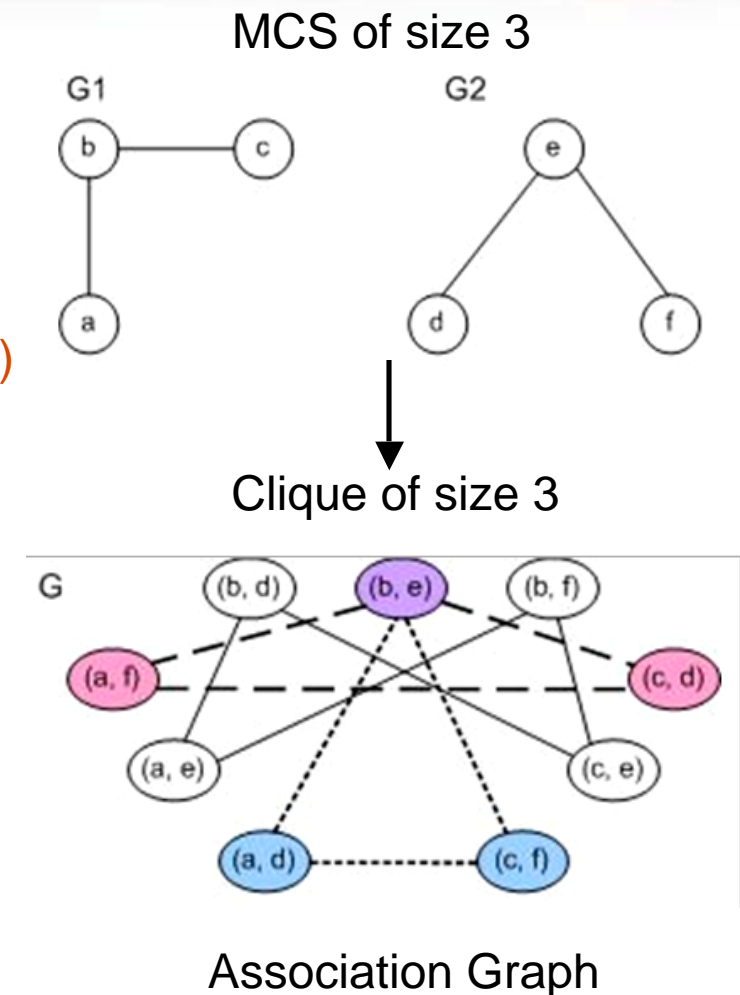 MCS of size 3
G1
G2
b
c
e
a
d
f
)
Clique of size 3
G
(b, d)
(b, e)
(b, f)
(a, f)
(c, d)
(a, e)
(c, e)
(a, d)
(c, f)
Association Graph